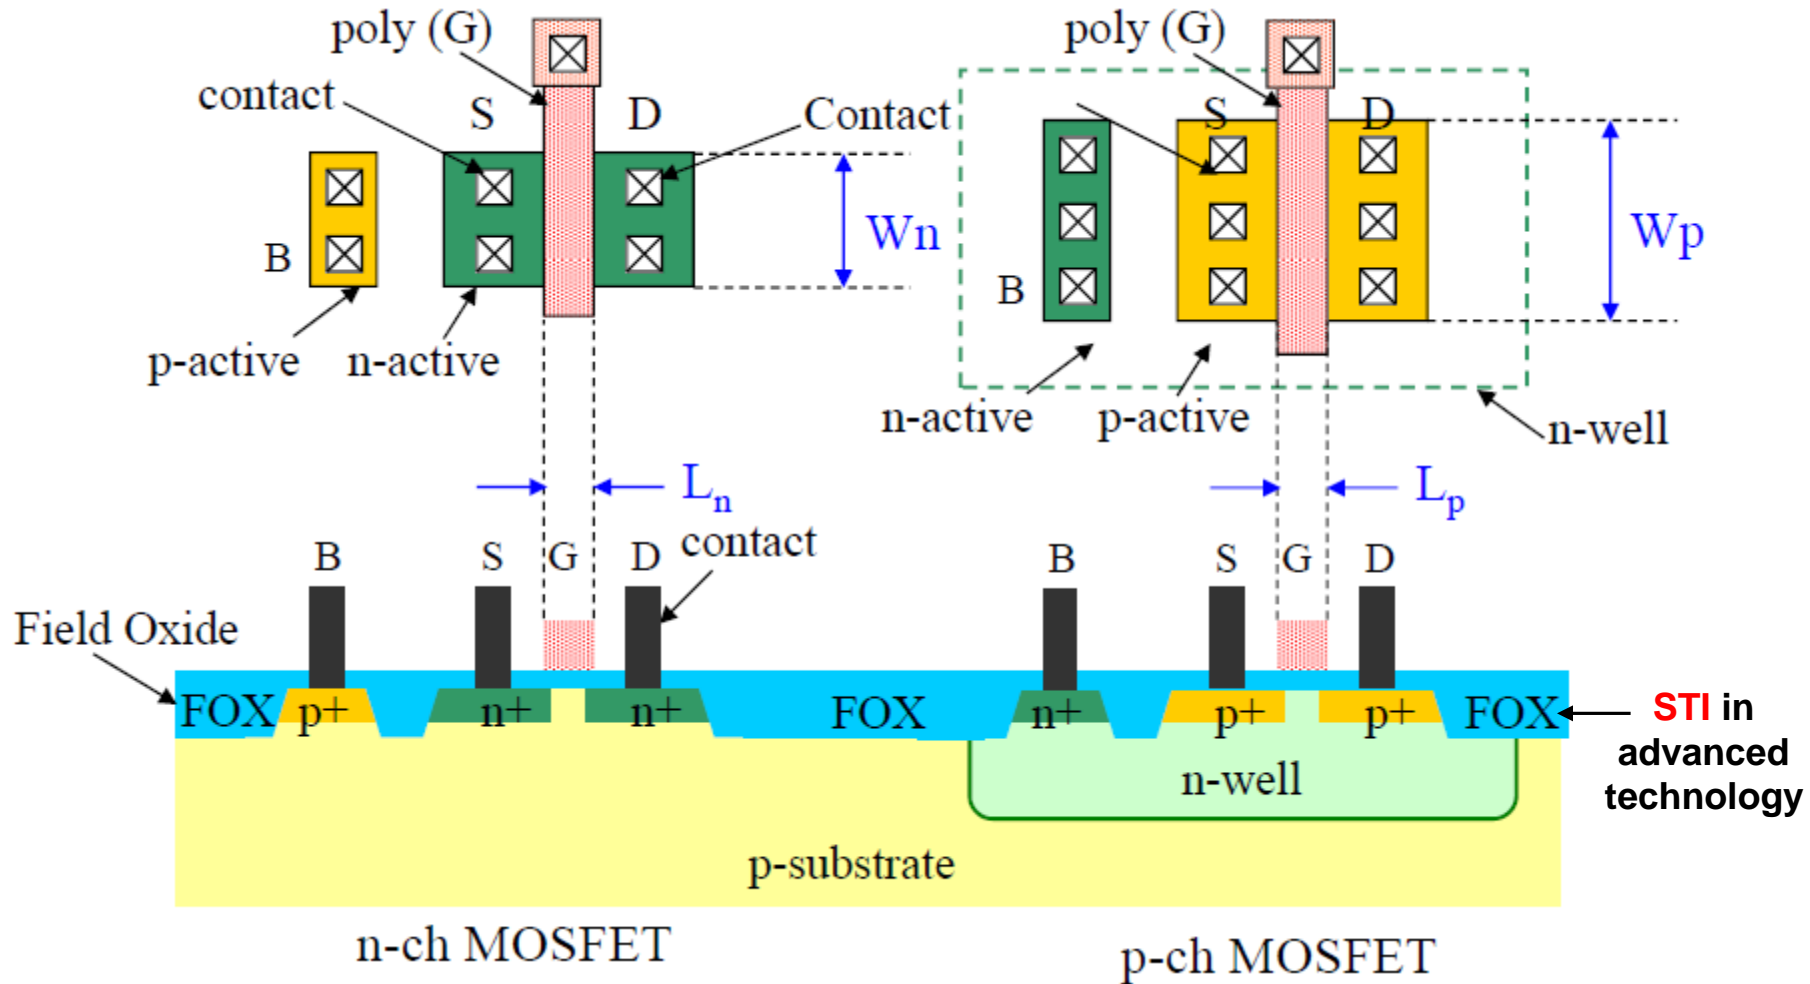 poly (G)
poly (G)
contact
S
D
Contact
S
D
Wn
Wp
B
B
p-active
n-active
n-active
p-active
n-well
Ln
Lp
contact
B
S
G
D
B
S
G
D
Field Oxide
FOX
p+
n+
n+
FOX
n+
p+
p+
FOX
STI in
advanced
technology
n-well
p-substrate
n-ch MOSFET
p-ch MOSFET